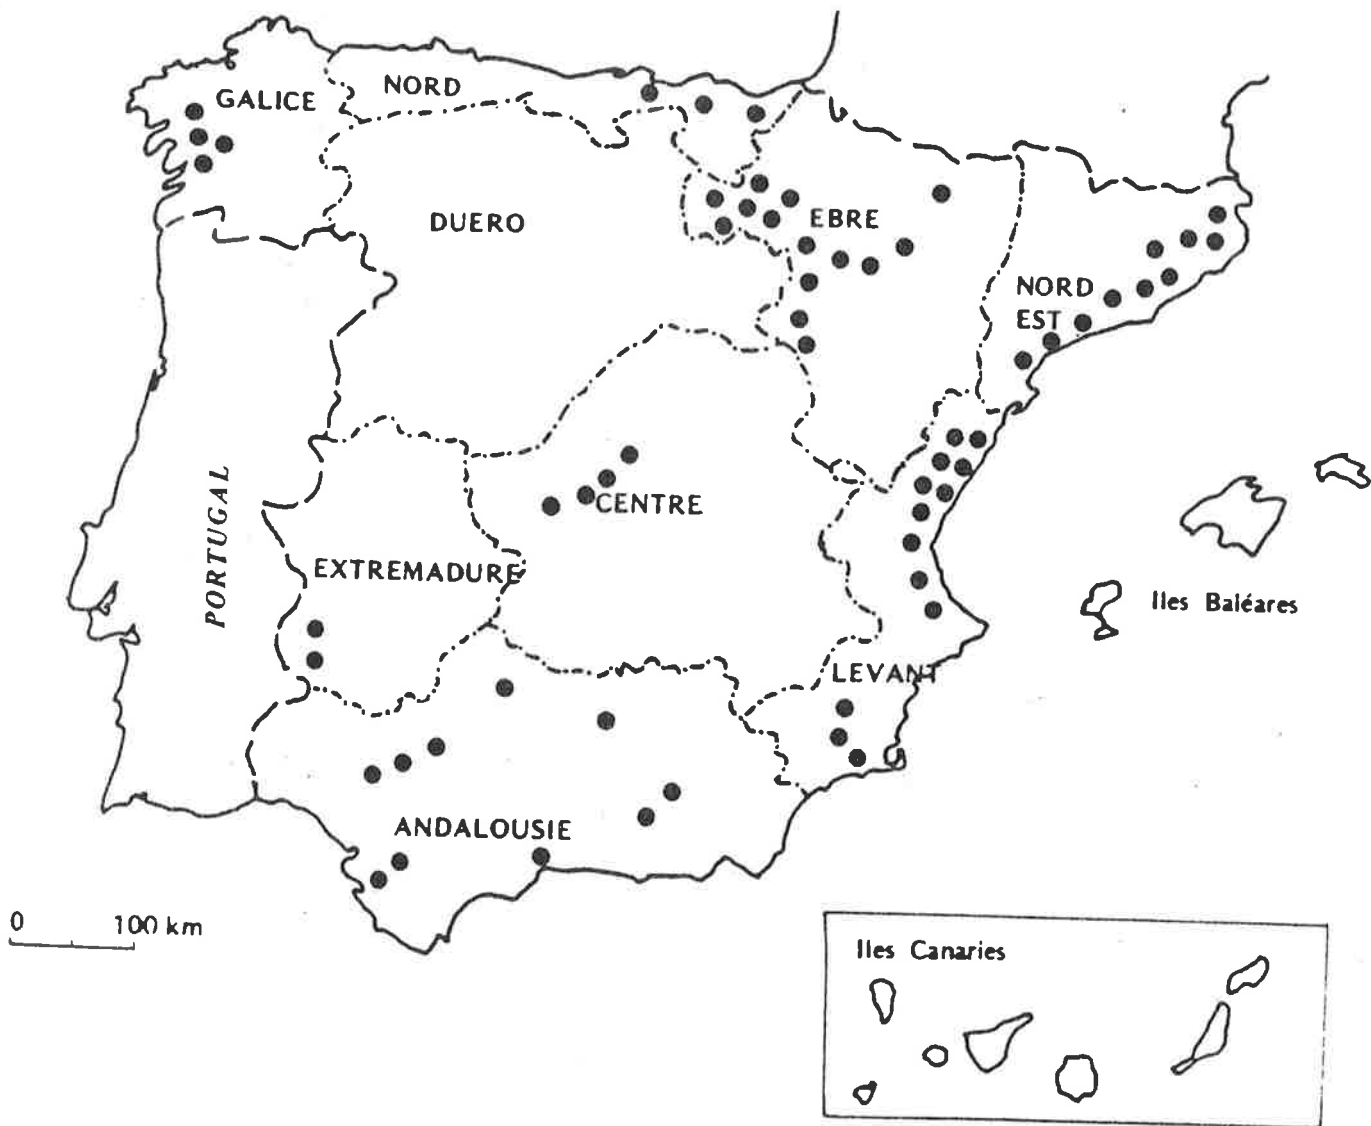 GALICE
NORD
DUERO
EBRE
NORD
EST
PORTUGAL
CENTRE
EXTREMADURE
Iles Baléares
LEVANT
ANDALOUSIE
0 100 km
Iles Canaries